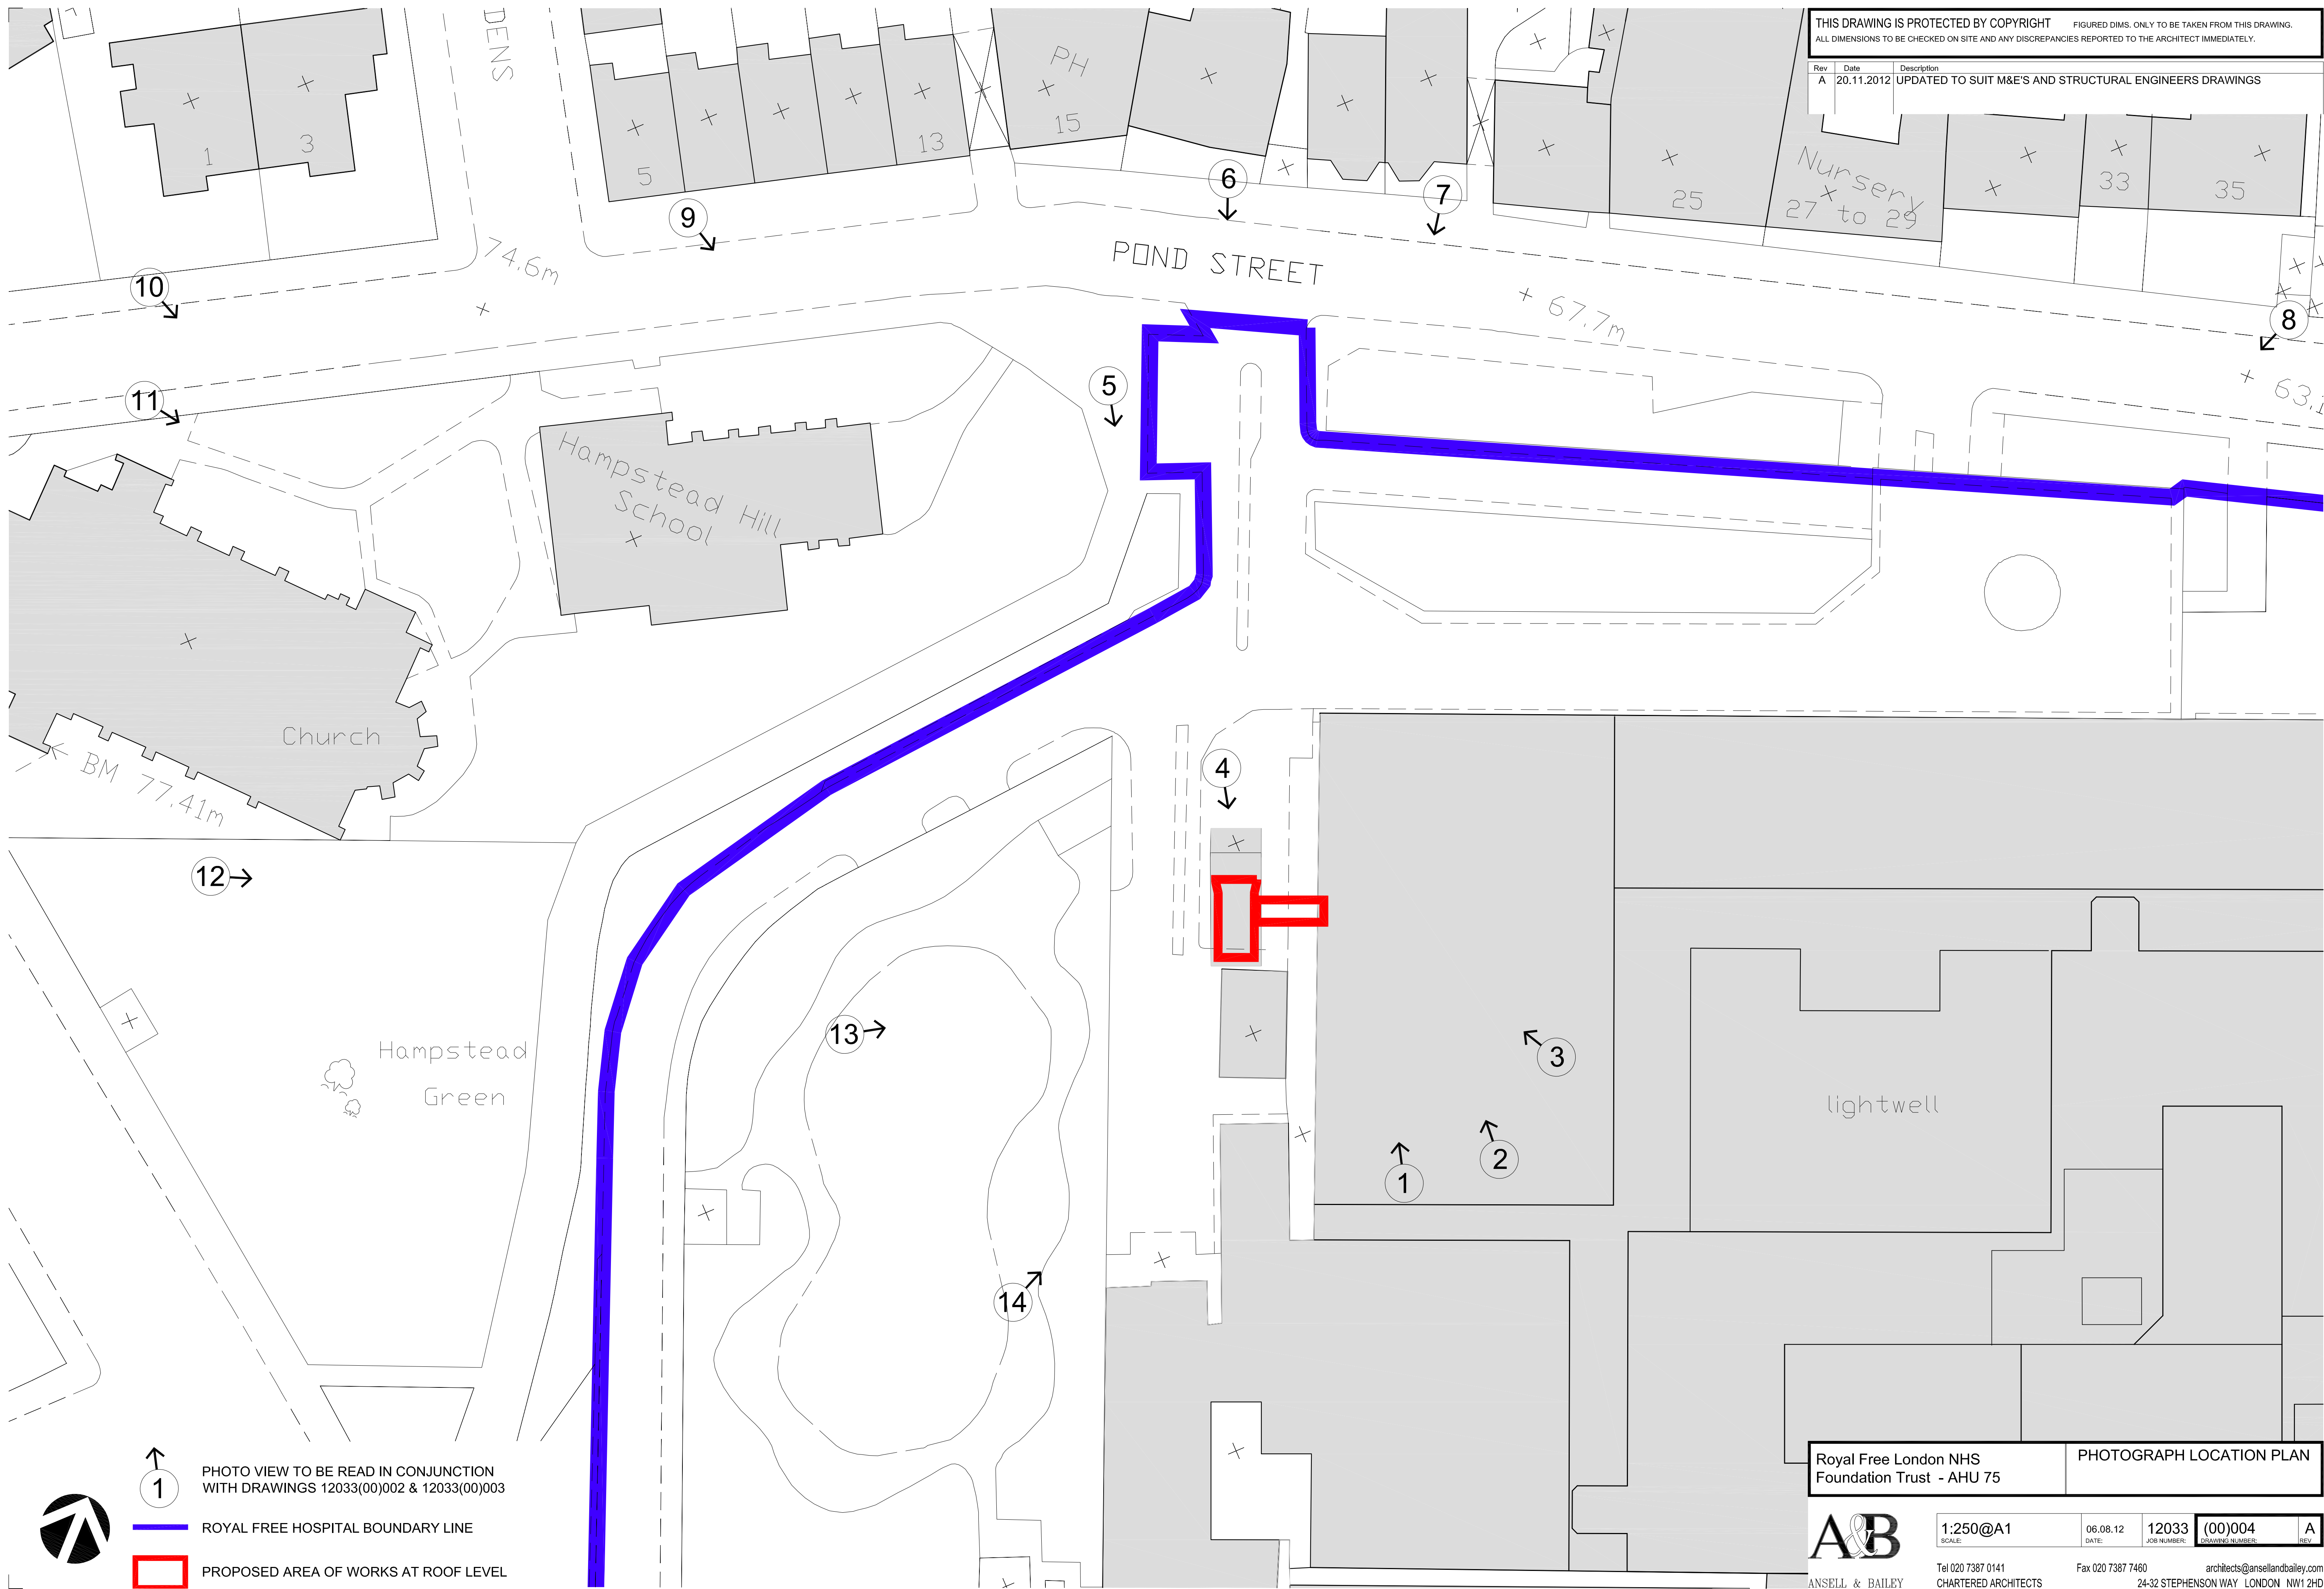 THIS DRAWING IS PROTECTED BY COPYRIGHT FIGURED DIMS. ONLY TO BE TAKEN FROM THIS DRAWING.
ALL DIMENSIONS TO BE CHECKED ON SITE AND ANY DISCREPANCIES REPORTED TO THE ARCHITECT IMMEDIATELY.
Rev Date Description
A 20.11.2012 UPDATED TO SUIT M&E'S AND STRUCTURAL ENGINEERS DRAWINGS
DENS
PH
1
3
5
13
15
25
Nursery
27 to 29
33
35
6
7
9
POND STREET
74.6m
10
67.7m
8
63.1
11
5
Hampstead Hill
School
Church
BM 77.41m
4
12
13
3
Hampstead
Green
lightwell
2
1
14
1
PHOTO VIEW TO BE READ IN CONJUNCTION
WITH DRAWINGS 12033(00)002 & 12033(00)003
ROYAL FREE HOSPITAL BOUNDARY LINE
PROPOSED AREA OF WORKS AT ROOF LEVEL
Royal Free London NHS
Foundation Trust - AHU 75
PHOTOGRAPH LOCATION PLAN
A&B
ANSELL & BAILEY
1:250@A1 06.08.12 12033 (00)004 A
SCALE: DATE: JOB NUMBER: DRAWING NUMBER: REV
Tel 020 7387 0141 Fax 020 7387 7460 architects@ansellandbailey.com
CHARTERED ARCHITECTS 24-32 STEPHENSON WAY LONDON NW1 2HD